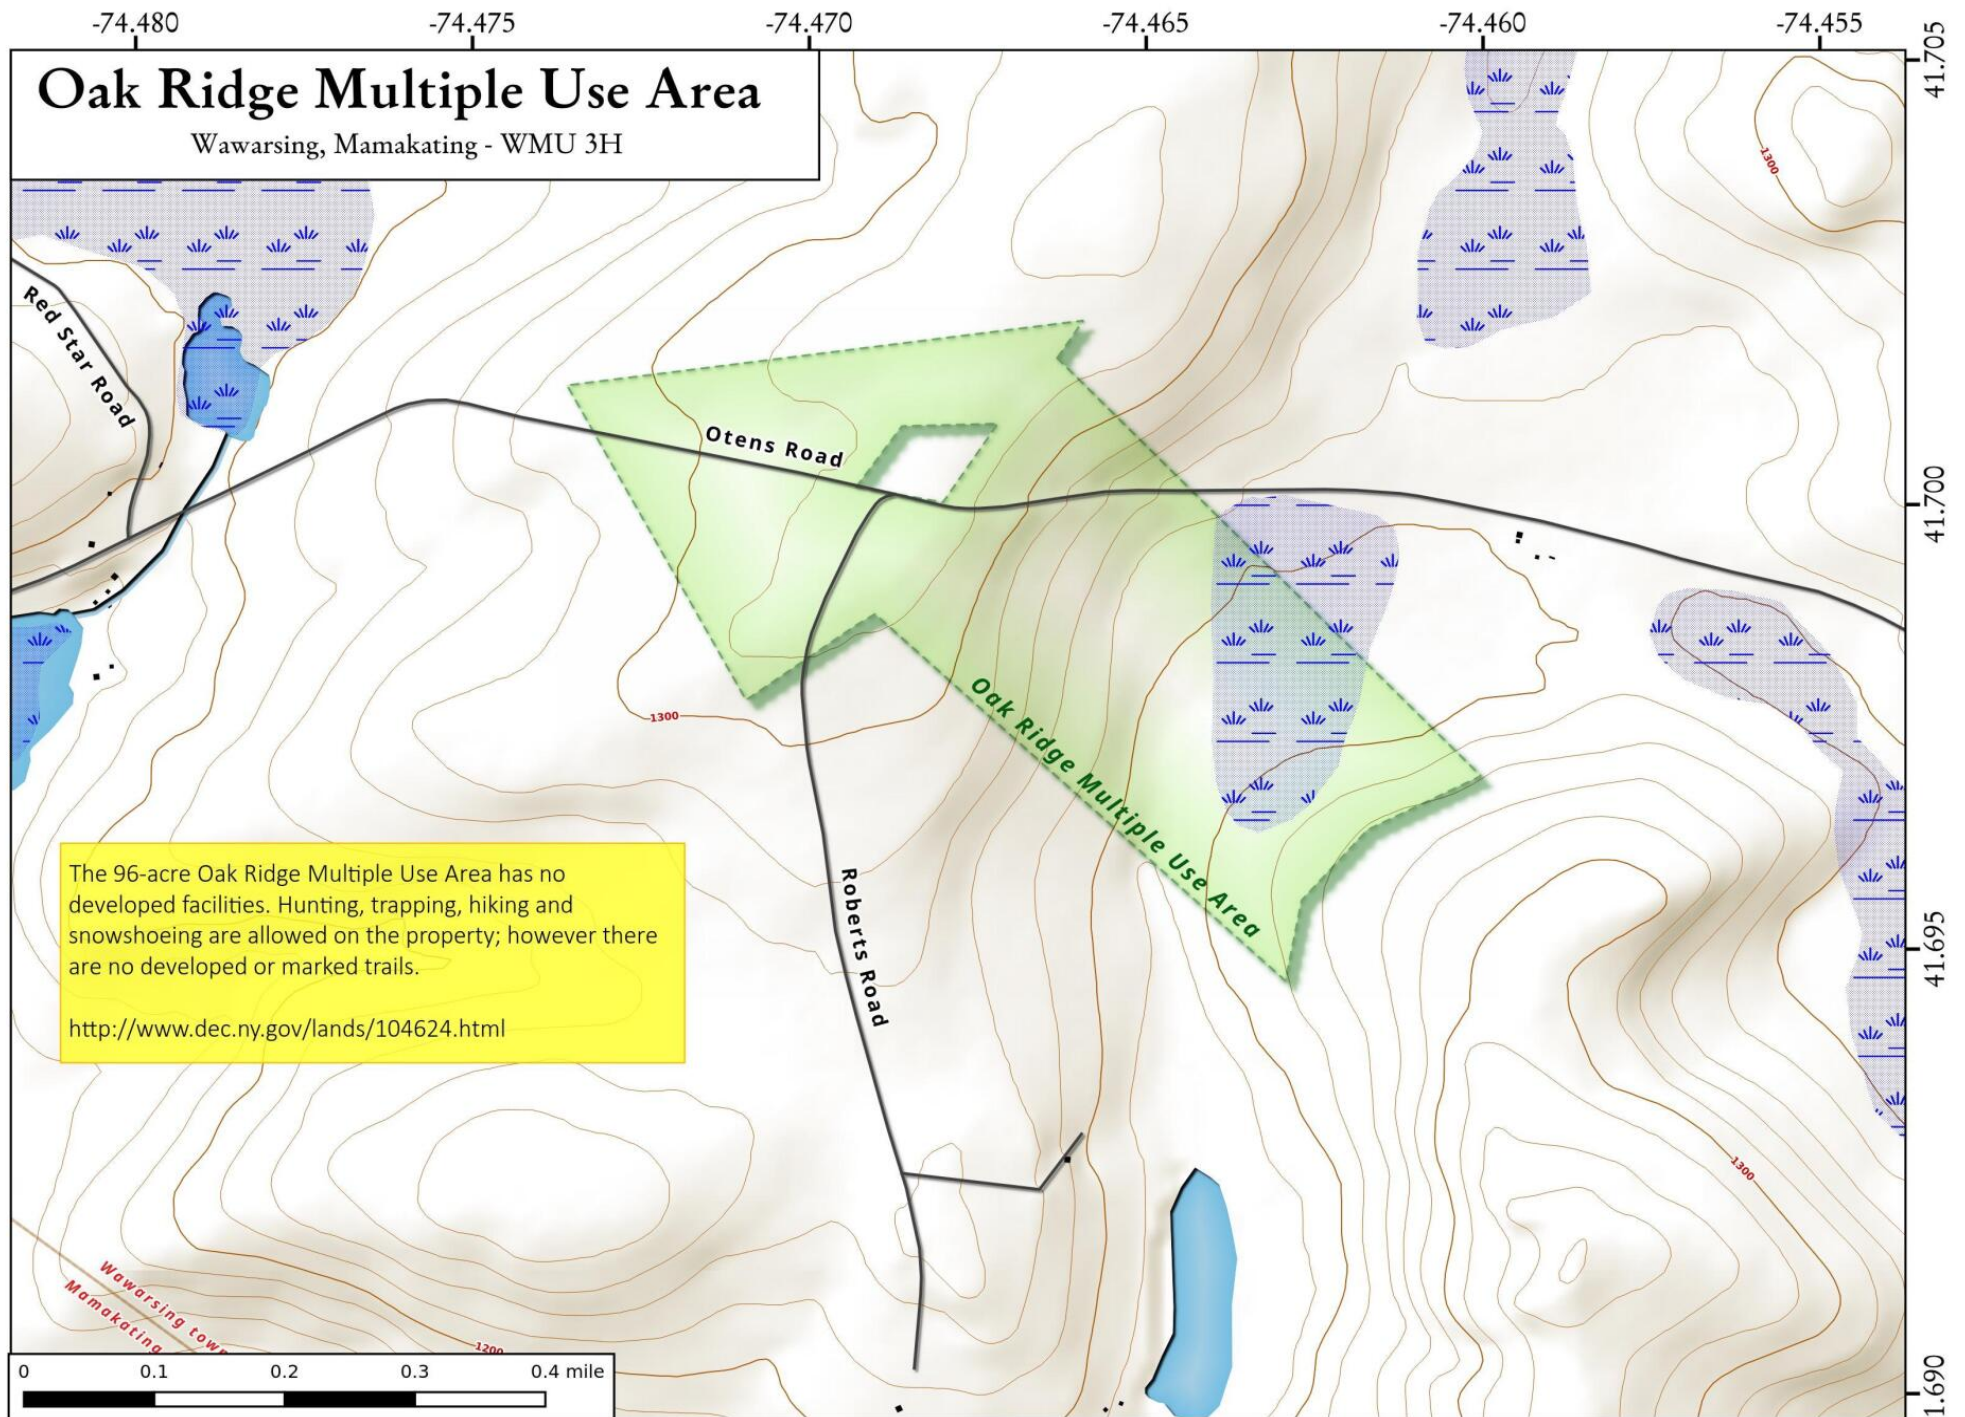 -74.480 -74.475 -74.470 -74.465 -74.460 -74.455
41.705
Oak Ridge Multiple Use Area
Wawarsing, Mamakating - WMU 3H
1300
Red Star Road
Otens Road
41.700
Oak Ridge Multiple Use Area
1300
The 96-acre Oak Ridge Multiple Use Area has no
developed facilities. Hunting, trapping, hiking and
snowshoeing are allowed on the property; however there
are no developed or marked trails.
http://www.dec.ny.gov/lands/104624.html
Roberts Road
41.695
1300
Wawarsing town
Mamakating
1200
0 0.1 0.2 0.3 0.4 mile
1.690